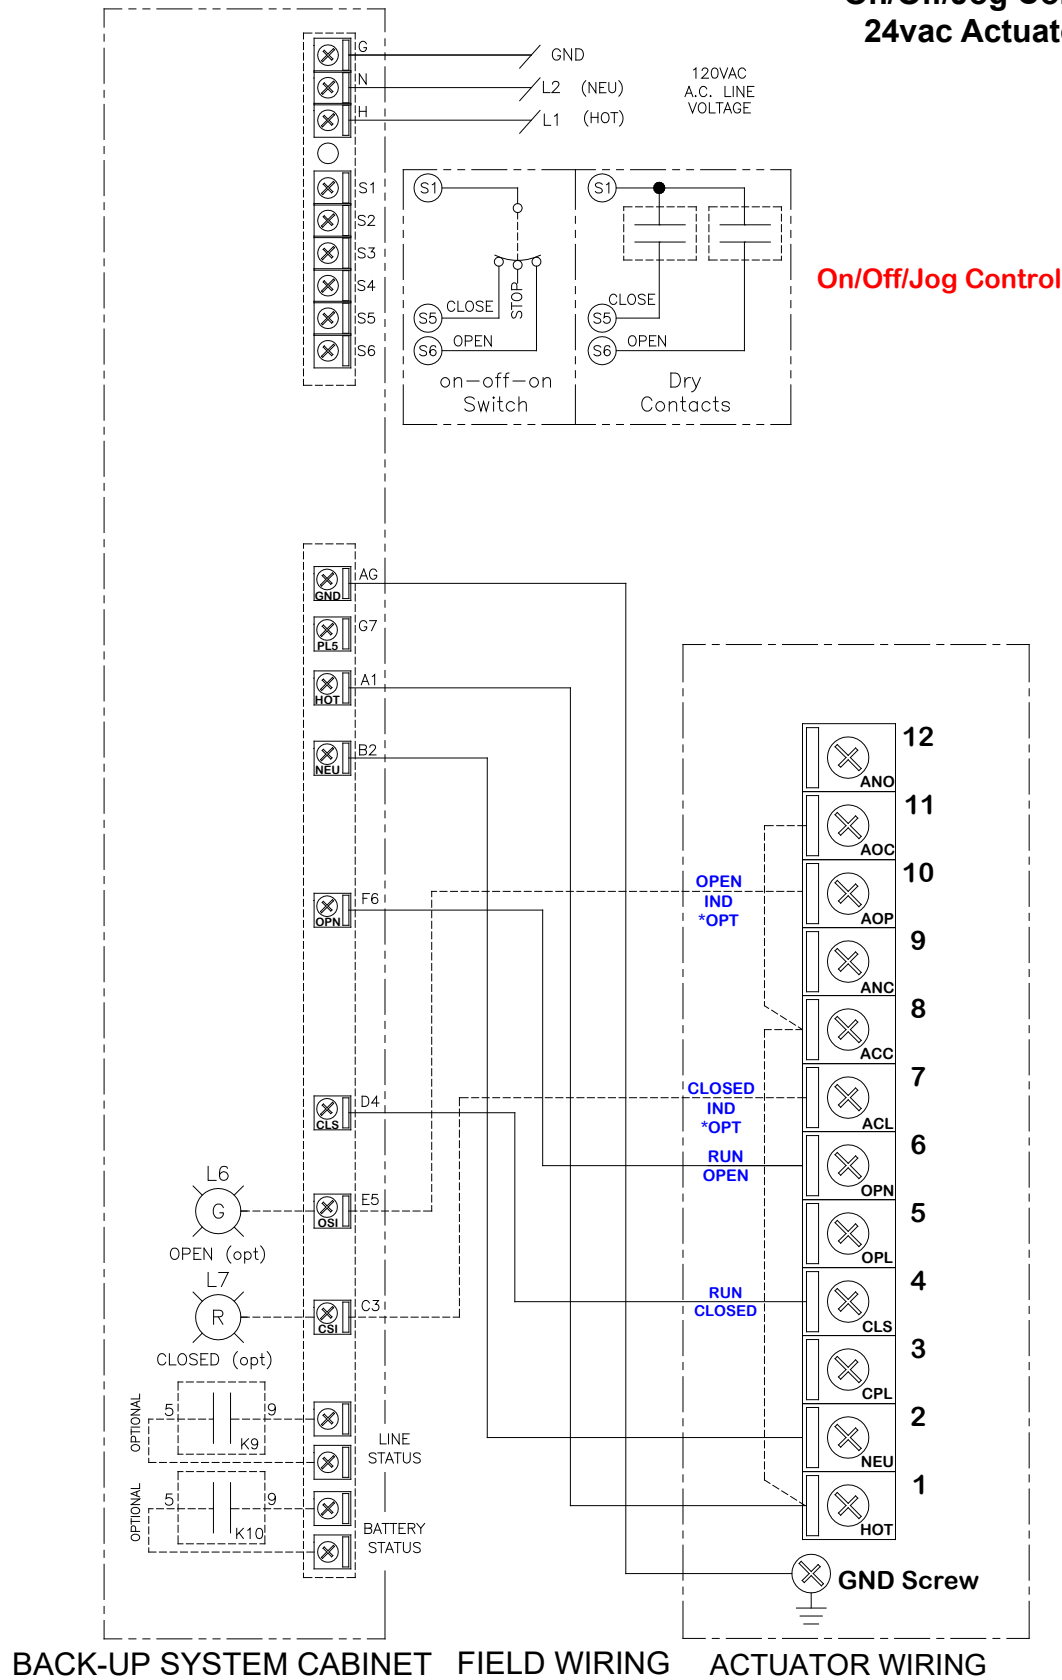 24vac Actuato
G
GND
N
L2 (NEU)
H
L1 (HOT)
120VAC
A.C. LINE
VOLTAGE
S1
S2
S3
S4
S5
S6
S1
CLOSE
STOP
S5
OPEN
S6
on-off-on
Switch
S1
CLOSE
S5
OPEN
S6
Dry
Contacts
On/Off/Jog Control
AG
GND
G7
PL5
A1
HOT
B2
NEU
F6
OPN
D4
CLS
L6
G
E5
OSI
OPEN (opt)
L7
R
C3
CSI
CLOSED (opt)
OPTIONAL
5
9
K9
LINE
STATUS
OPTIONAL
5
9
K10
BATTERY
STATUS
OPEN
IND
*OPT
CLOSED
IND
*OPT
RUN
OPEN
RUN
CLOSED
12
ANO
11
AOC
10
AOP
9
ANC
8
ACC
7
ACL
6
OPN
5
OPL
4
CLS
3
CPL
2
NEU
1
HOT
GND Screw
BACK-UP SYSTEM CABINET
FIELD WIRING
ACTUATOR WIRING